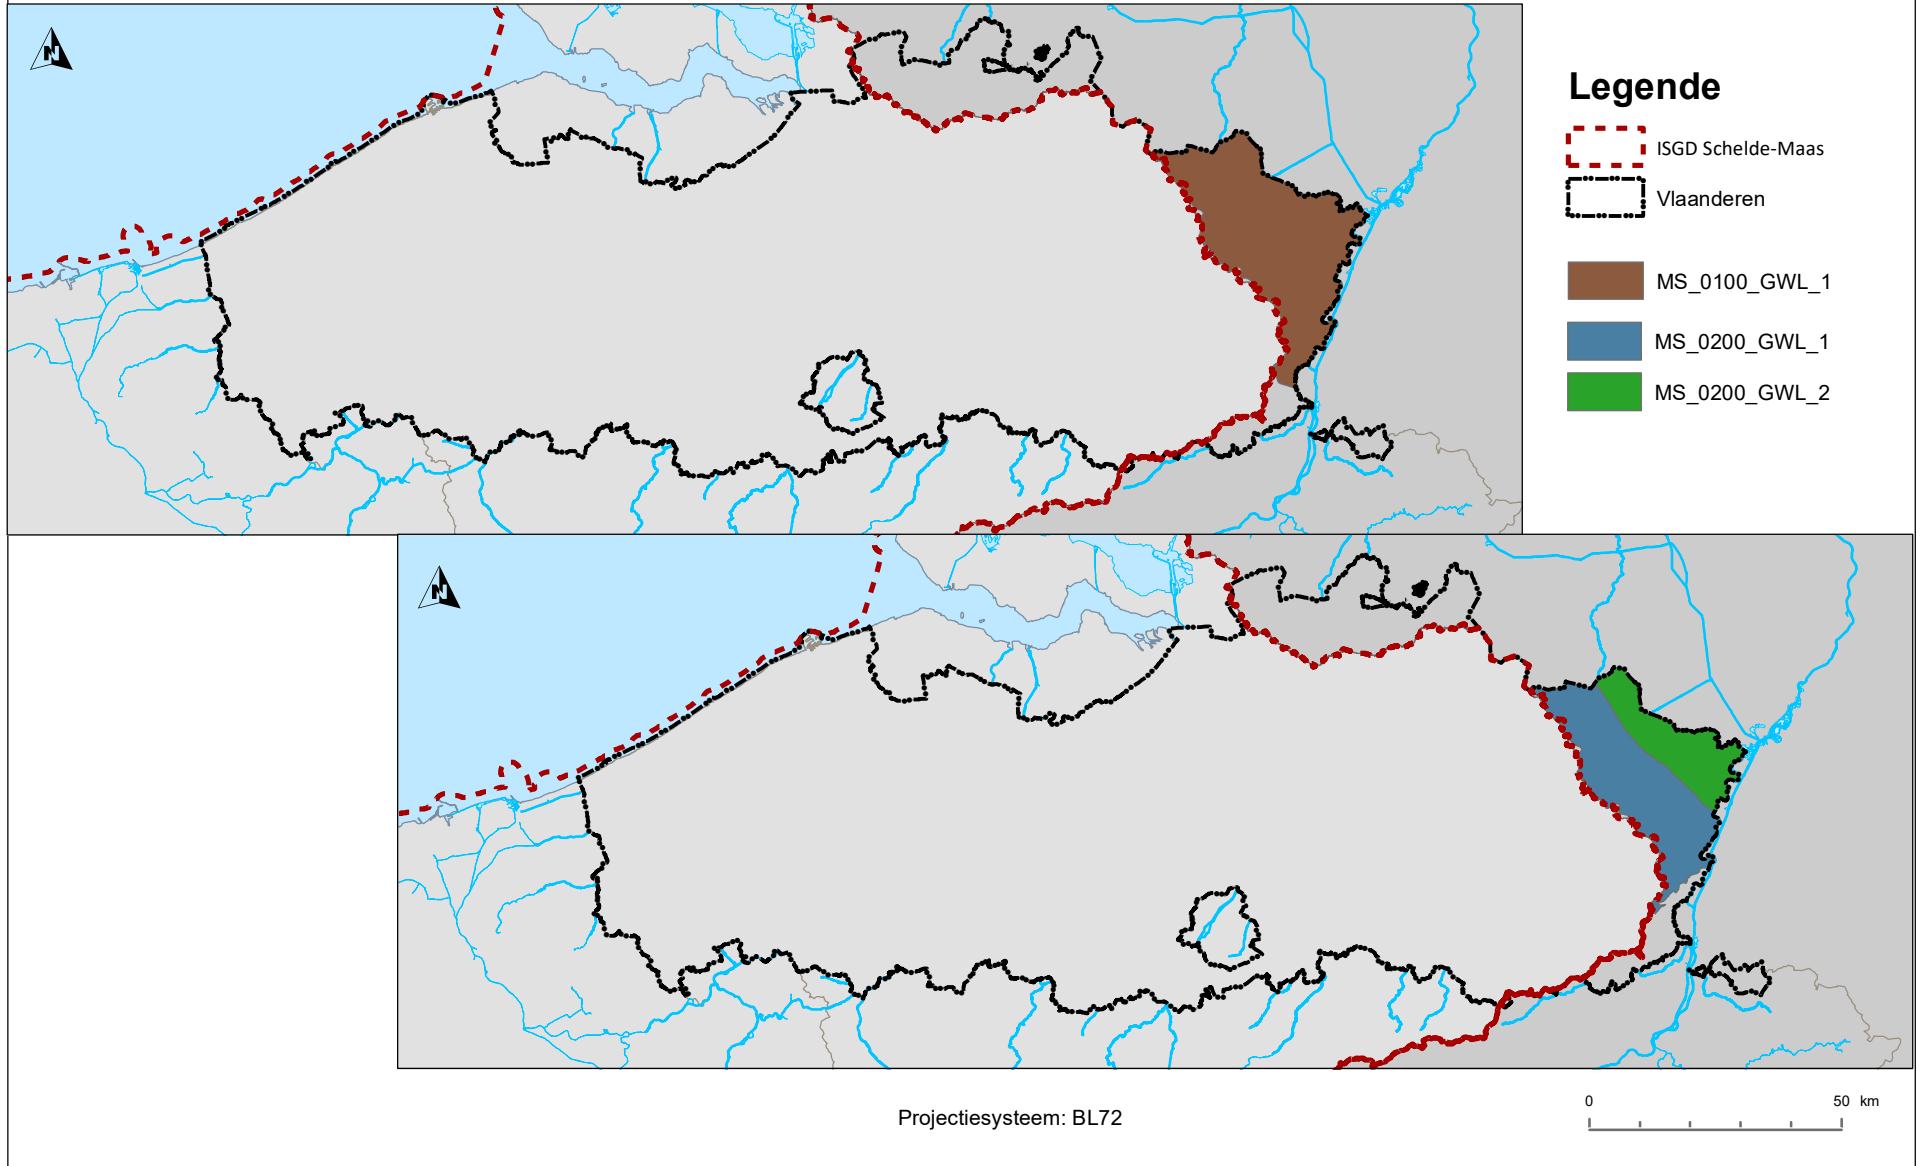 N
Legende
ISGD Schelde-Maas
Vlaanderen
MS_0100_GWL_1
MS_0200_GWL_1
MS_0200_GWL_2
N
Projectiesysteem: BL72
0 50 km